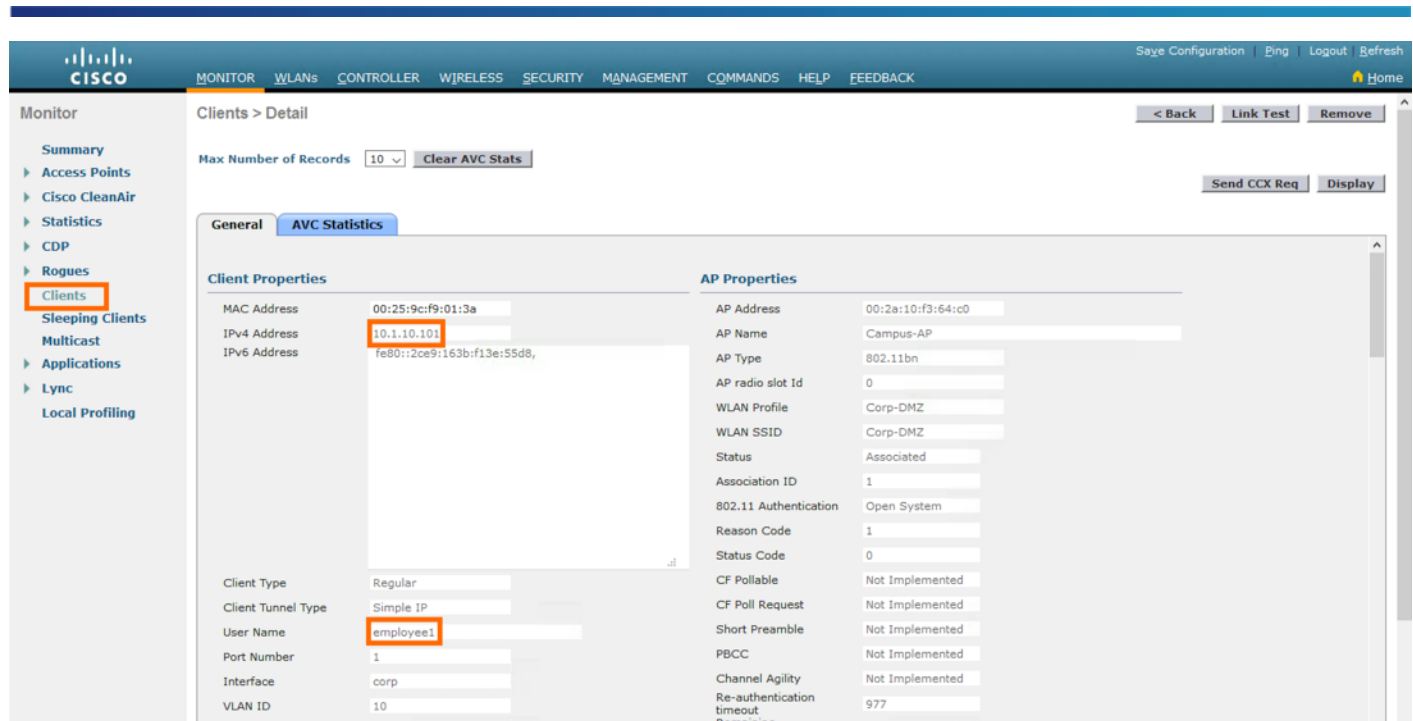 Save Configuration | Ping | Logout | Refresh
CISCO
MONITOR WLANs CONTROLLER WIRELESS SECURITY MANAGEMENT COMMANDS HELP FEEDBACK
Home
Monitor
Summary
Access Points
Cisco CleanAir
Statistics
CDP
Rogues
Clients
Sleeping Clients
Multicast
Applications
Lync
Local Profiling
Clients > Detail
< Back Link Test Remove
Max Number of Records 10 Clear AVC Stats
Send CCX Req Display
General AVC Statistics
Client Properties
MAC Address 00:25:9c:f9:01:3a
IPv4 Address 10.1.10.101
IPv6 Address fe80::2ce9:163b:f13e:55d8,
Client Type Regular
Client Tunnel Type Simple IP
User Name employee1
Port Number 1
Interface corp
VLAN ID 10
AP Properties
AP Address 00:2a:10:f3:64:c0
AP Name Campus-AP
AP Type 802.11bn
AP radio slot Id 0
WLAN Profile Corp-DMZ
WLAN SSID Corp-DMZ
Status Associated
Association ID 1
802.11 Authentication Open System
Reason Code 1
Status Code 0
CF Pollable Not Implemented
CF Poll Request Not Implemented
Short Preamble Not Implemented
PBCC Not Implemented
Channel Agility Not Implemented
Re-authentication
timeout 977